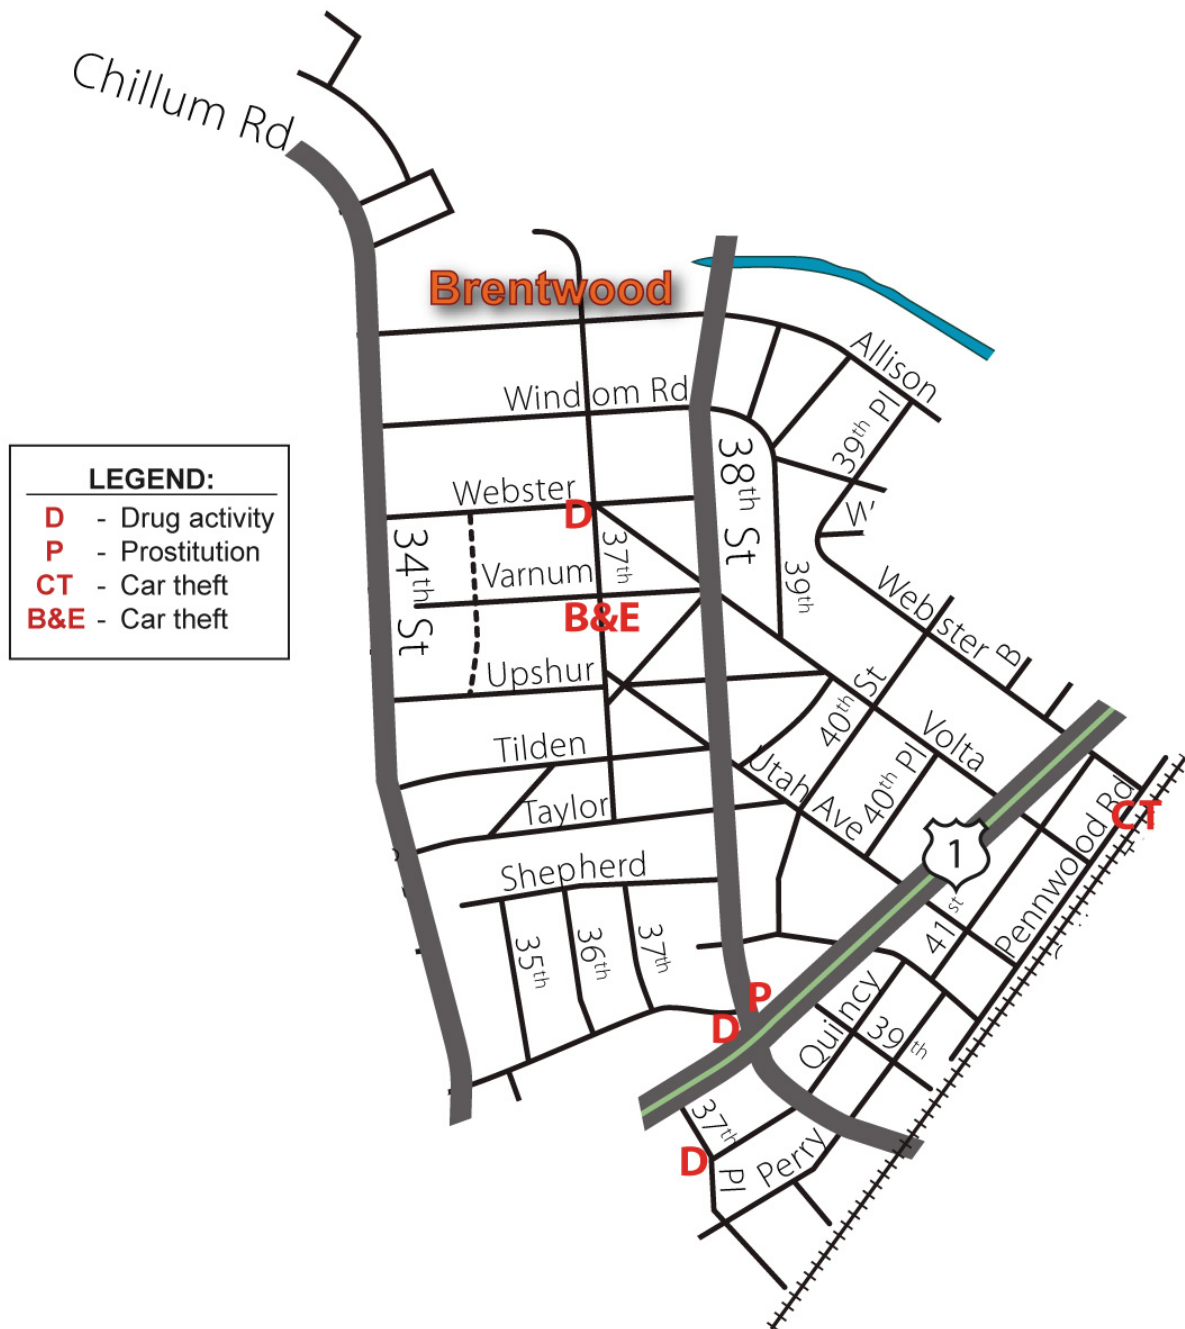 Chillum Rd
Brentwood
Allison
Windom Rd
39th Pl
38th St
LEGEND:
D - Drug activity
P - Prostitution
CT - Car theft
B&E - Car theft
Webster
D
W'
34th St
37th
Varnum
39th
Webster
B&E
B
Upshur
40th St
Volta
Tilden
Utah Ave
40th Pl
Taylor
Pennwood Rd
CT
1
Shepherd
41st
35th
36th
37th
P
D
Quincy
39th
37th Pl
D
Perry